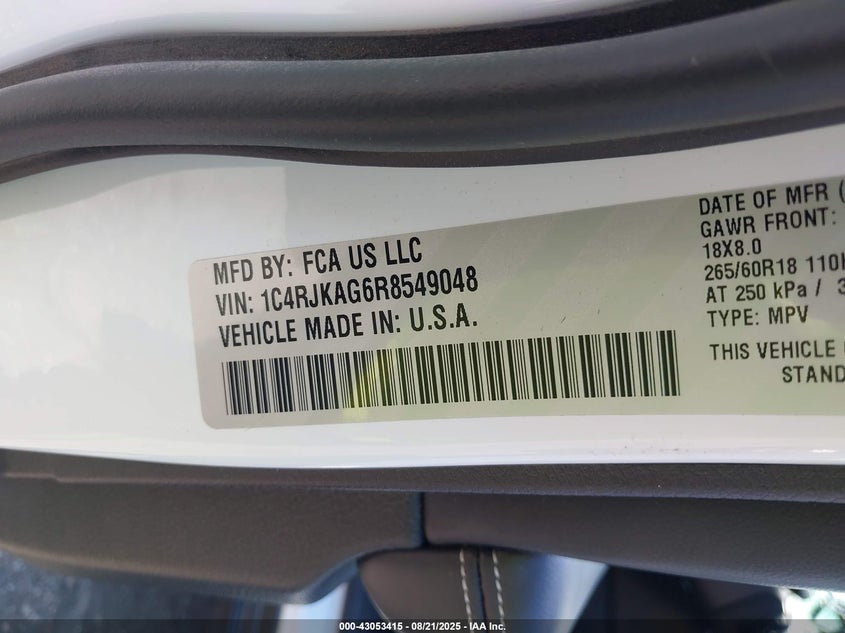 MFD BY: FCA US LLC
VIN: 1C4RJKAG6R8549048
VEHICLE MADE IN: U.S.A.
DATE OF MFR (
GAWR FRONT:
18X8.0
265/60R18 110
AT 250 kPa / 3
TYPE: MPV
THIS VEHICLE
STAND
000-43053415 - 08/21/2025 - IAA Inc.